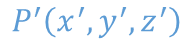 P′(x′, y′, z′)